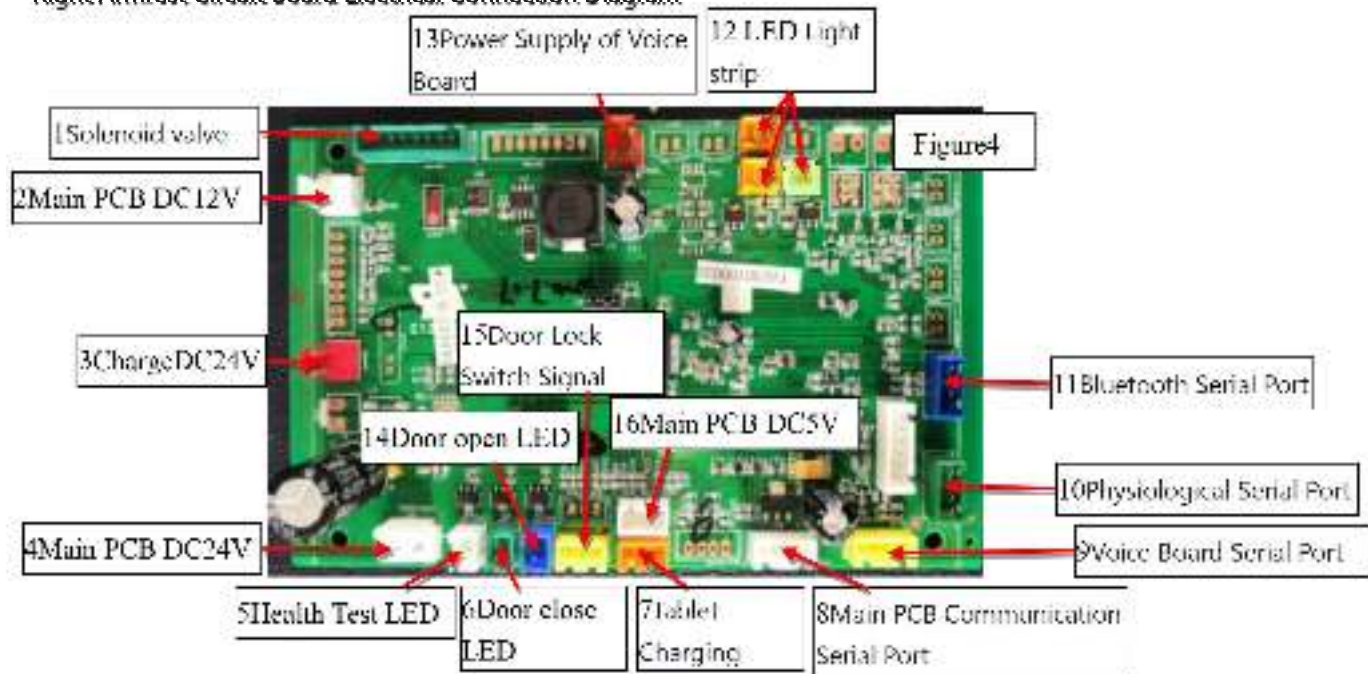 13Power Supply of Voice
Board
12 LED Light
strip
1Solenoid valve
Figure4
2Main PCB DC12V
15Door Lock
Switch Signal
3ChargeDC24V
11Bluetooth Serial Port
14Door open LED
16Main PCB DC5V
10Physiological Serial Port
4Main PCB DC24V
9Voice Board Serial Port
5Health Test LED
6Door close
LED
7Tablet
Charging
8Main PCB Communication
Serial Port